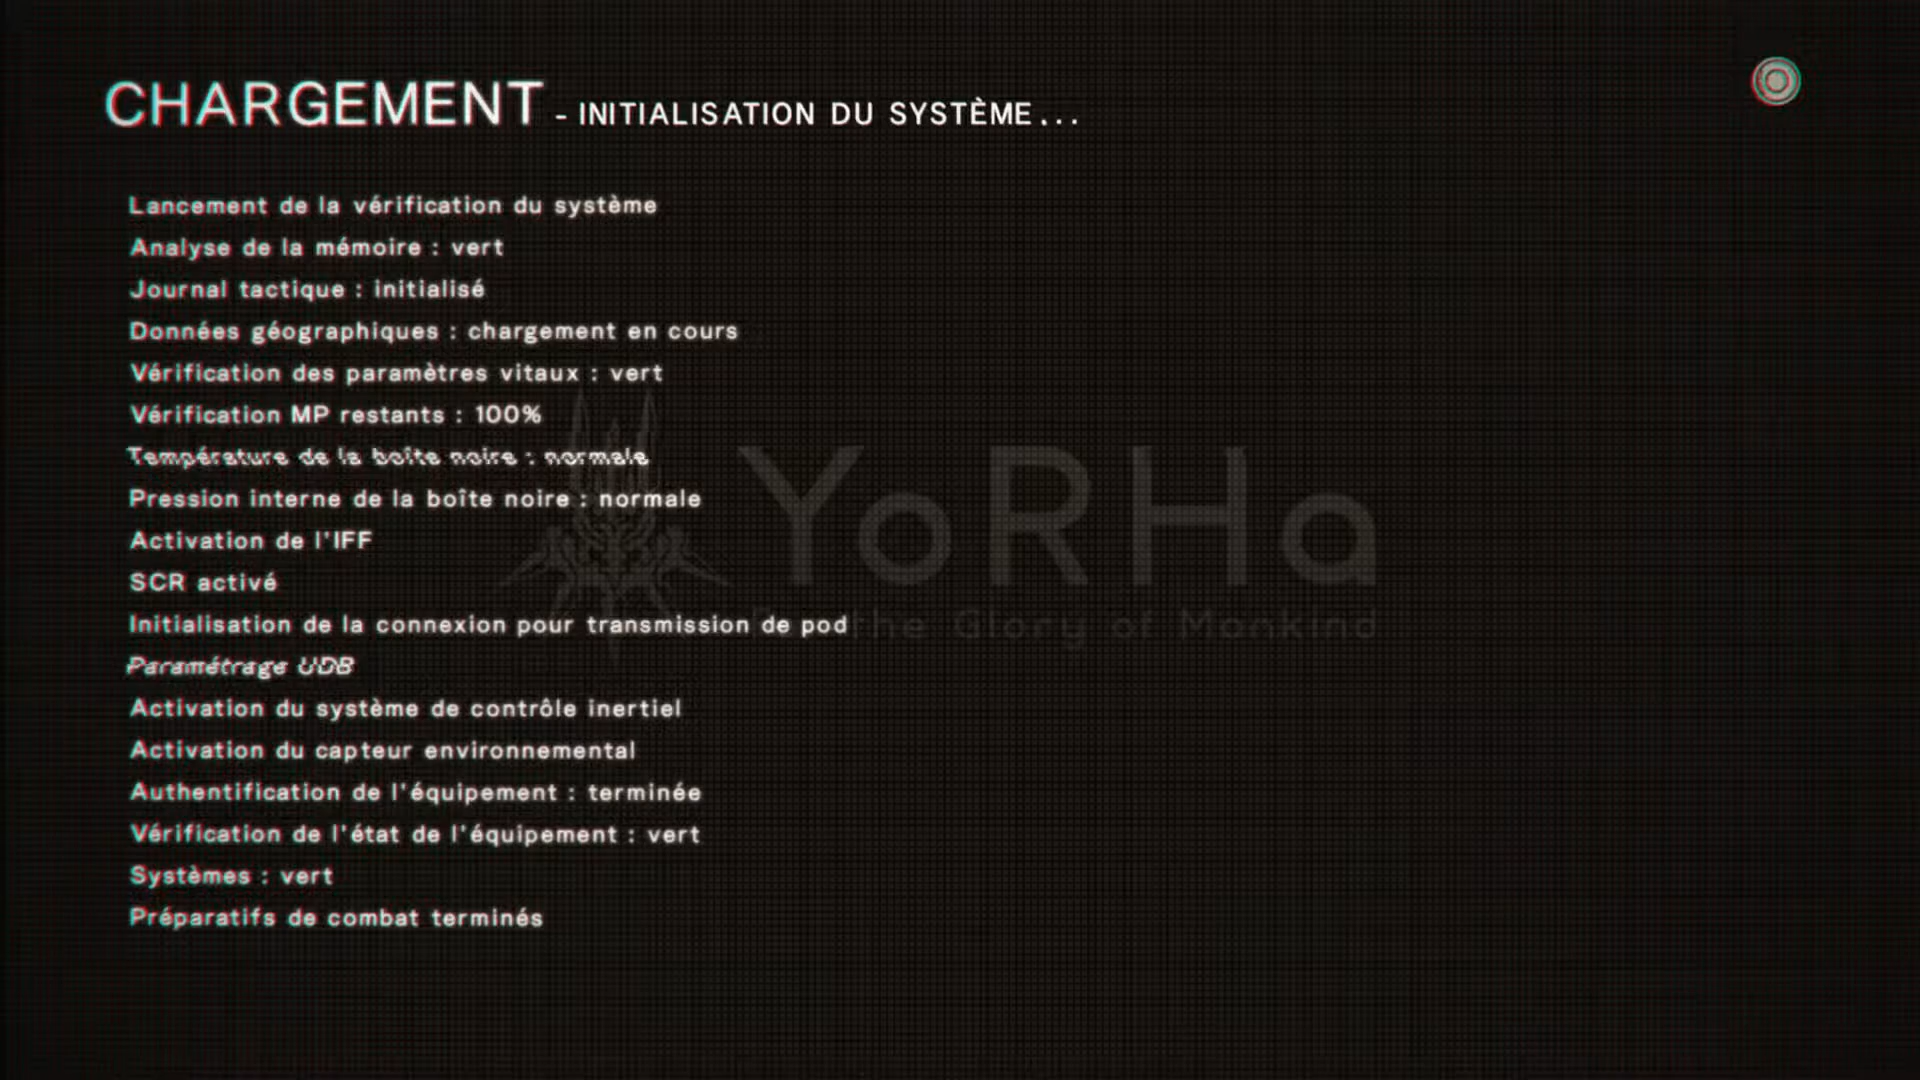 CHARGEMENT - INITIALISATION DU SYSTÈME...
Lancement de la vérification du système
Analyse de la mémoire : vert
Journal tactique : initialisé
Données géographiques : chargement en cours
Vérification des paramètres vitaux : vert
Vérification MP restants : 100%
Température de la boîte noire : normale
Pression interne de la boîte noire : normale
Activation de l'IFF
SCR activé
Initialisation de la connexion pour transmission de pod
Paramétrage UDB
Activation du système de contrôle inertiel
Activation du capteur environnemental
Authentification de l'équipement : terminée
Vérification de l'état de l'équipement : vert
Systèmes : vert
Préparatifs de combat terminés
YoRHa
the Glory of Mankind